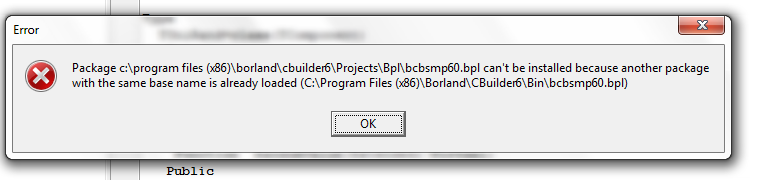 Type
Error
Package c:\program files (x86)\borland\cbuilder6\Projects\Bpl\bcbsmp60.bpl can't be installed because another package
with the same base name is already loaded (C:\Program Files (x86)\Borland\CBuilder6\Bin\bcbsmp60.bpl)
OK
Public